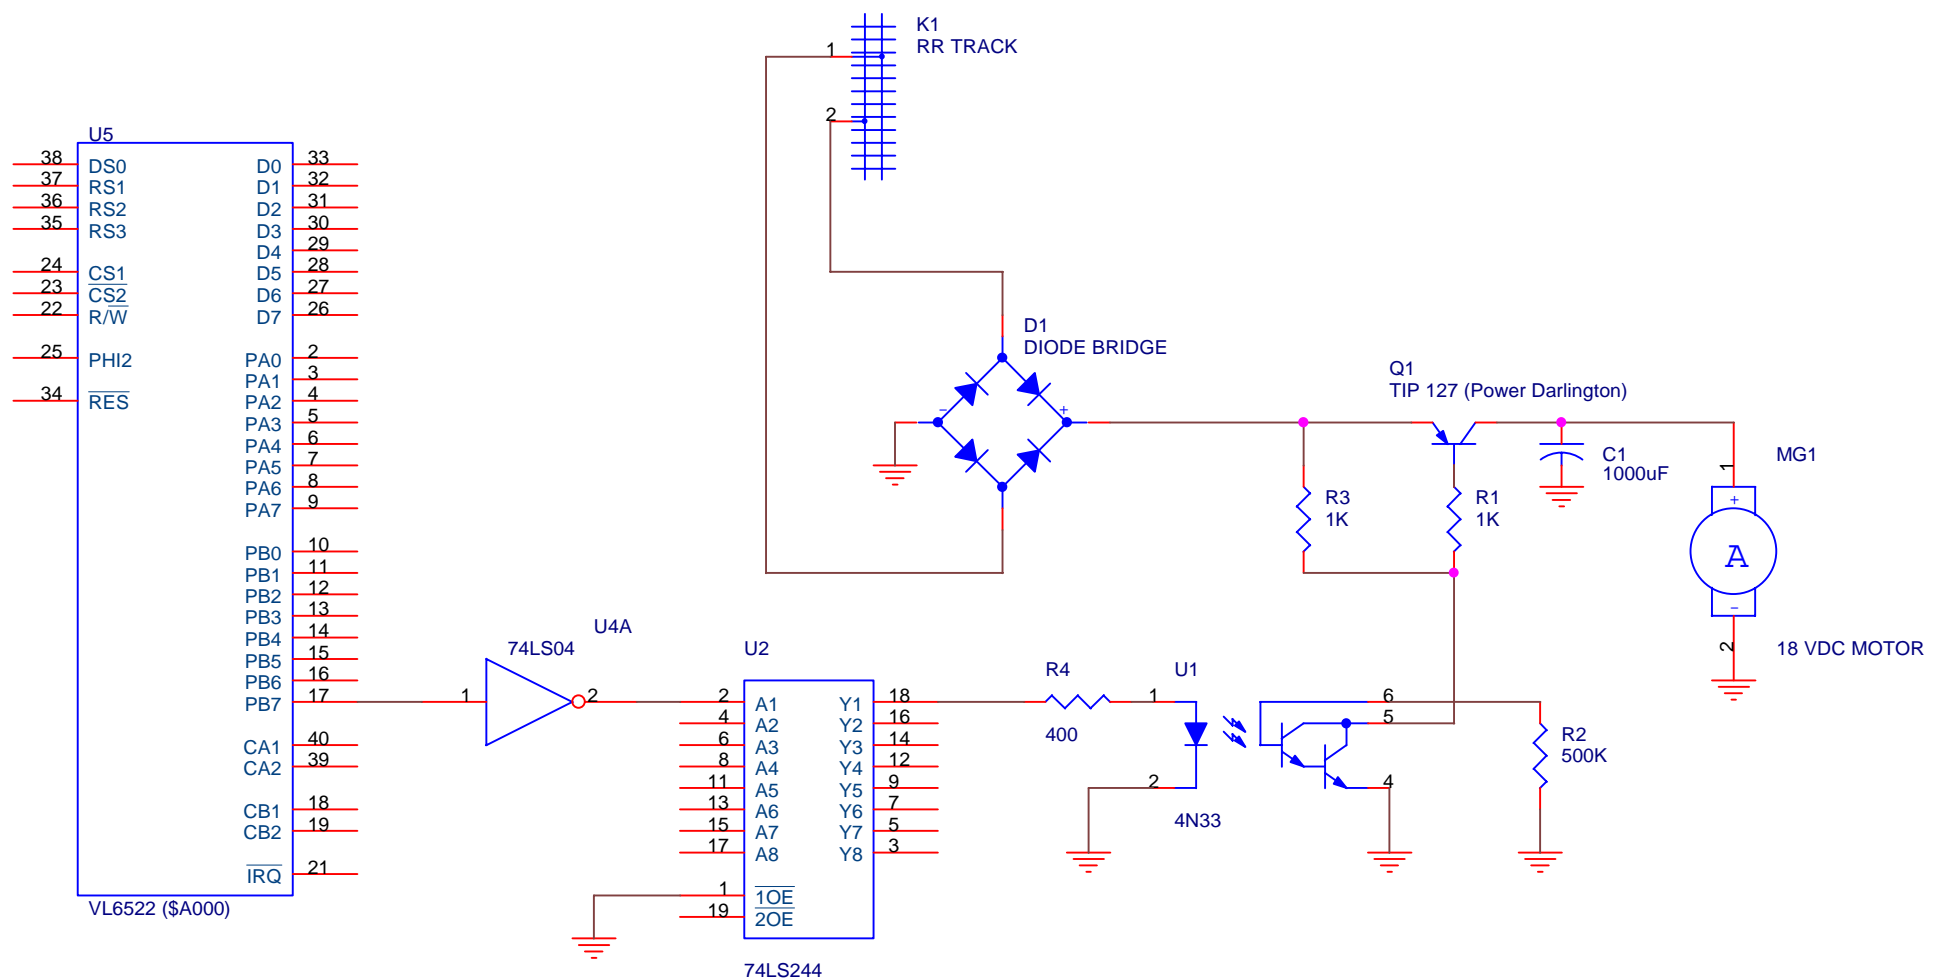 K1
RR TRACK
1
2
U5
38 DS0 D0 33
37 RS1 D1 32
36 RS2 D2 31
35 RS3 D3 30
D4 29
24 CS1 D5 28
23 CS2 D6 27
22 R/W D7 26
25 PHI2 PA0 2
PA1 3
34 RES PA2 4
PA3 5
PA4 6
PA5 7
PA6 8
PA7 9
PB0 10
PB1 11
PB2 12
PB3 13
PB4 14
PB5 15
PB6 16
PB7 17
CA1 40
CA2 39
CB1 18
CB2 19
IRQ 21
VL6522 ($A000)
D1
DIODE BRIDGE
− +
Q1
TIP 127 (Power Darlington)
R3
1K
R1
1K
C1
1000uF
MG1
1
+
A
−
2
18 VDC MOTOR
U4A
74LS04
1 2
U2
2 A1 Y1 18
4 A2 Y2 16
6 A3 Y3 14
8 A4 Y4 12
11 A5 Y5 9
13 A6 Y6 7
15 A7 Y7 5
17 A8 Y8 3
1 1OE
19 2OE
74LS244
R4
400
U1
1
2
6
5
4
4N33
R2
500K